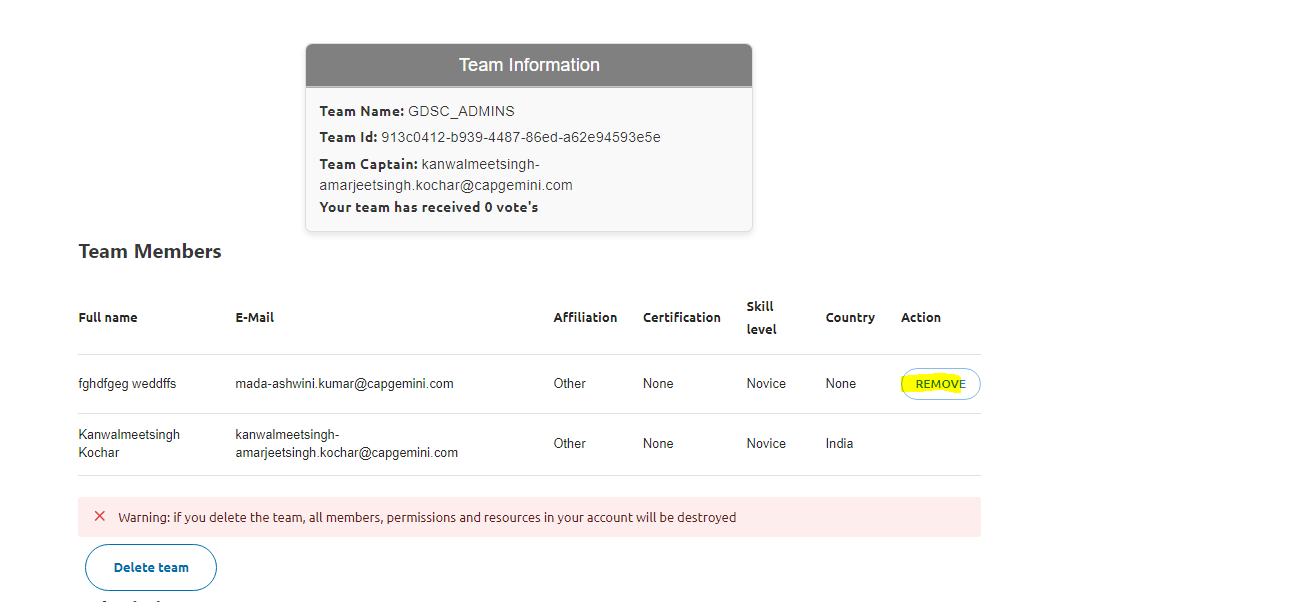 Team Information
Team Name: GDSC_ADMINS
Team Id: 913c0412-b939-4487-86ed-a62e94593e5e
Team Captain: kanwalmeetsingh-
amarjeetsingh.kochar@capgemini.com
Your team has received 0 vote's
Team Members
Full name E-Mail Affiliation Certification Skill level Country Action
fghdfgeg weddffs mada-ashwini.kumar@capgemini.com Other None Novice None REMOVE
Kanwalmeetsingh Kochar kanwalmeetsingh-amarjeetsingh.kochar@capgemini.com Other None Novice India
Warning: if you delete the team, all members, permissions and resources in your account will be destroyed
Delete team